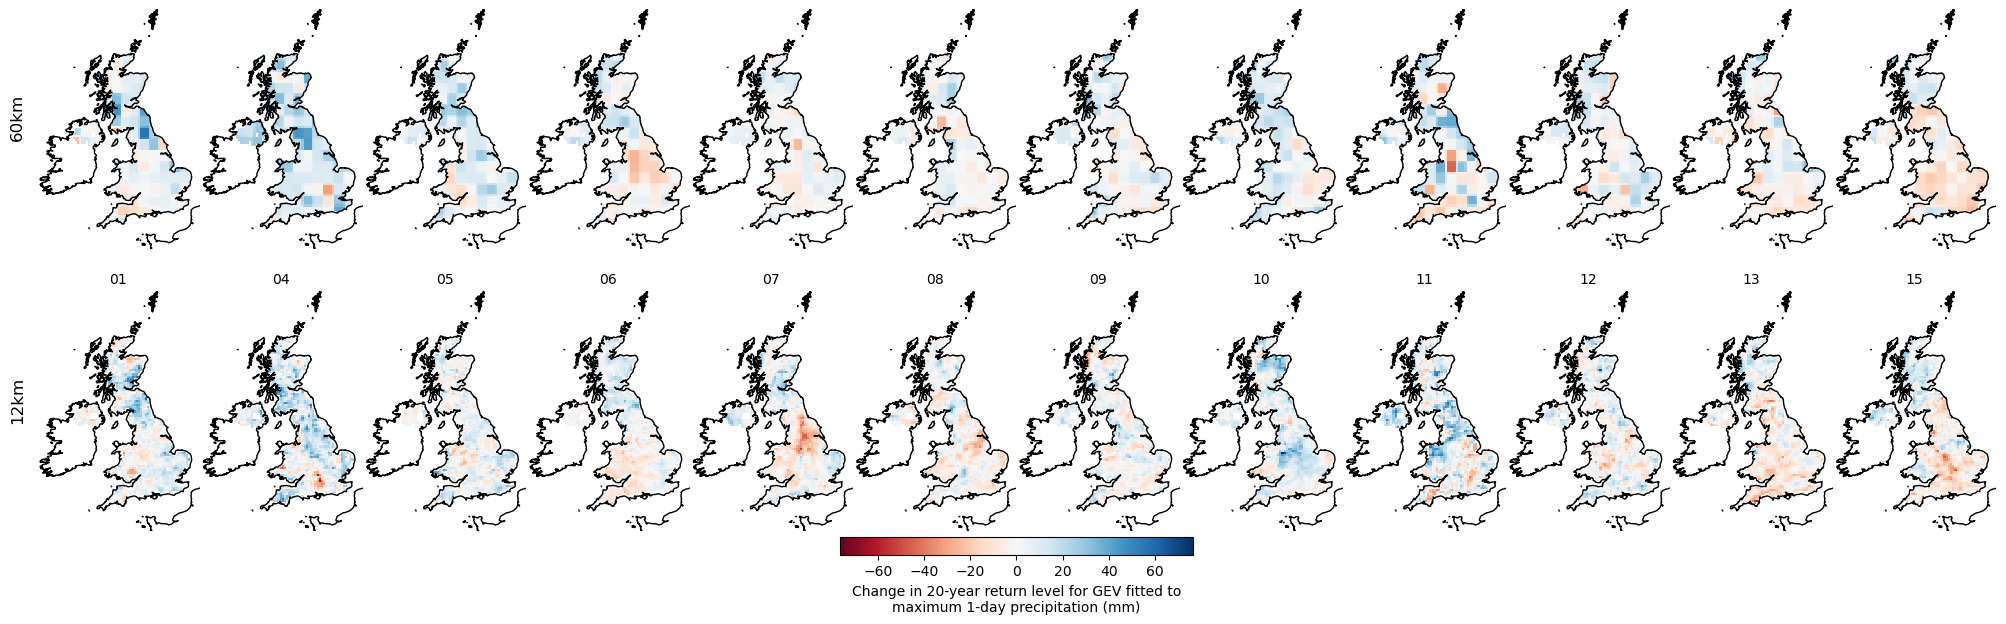 60km
01 04 05 06 07 08 09 10 11 12 13 15
12km
−60 −40 −20 0 20 40 60
Change in 20-year return level for GEV fitted to
maximum 1-day precipitation (mm)